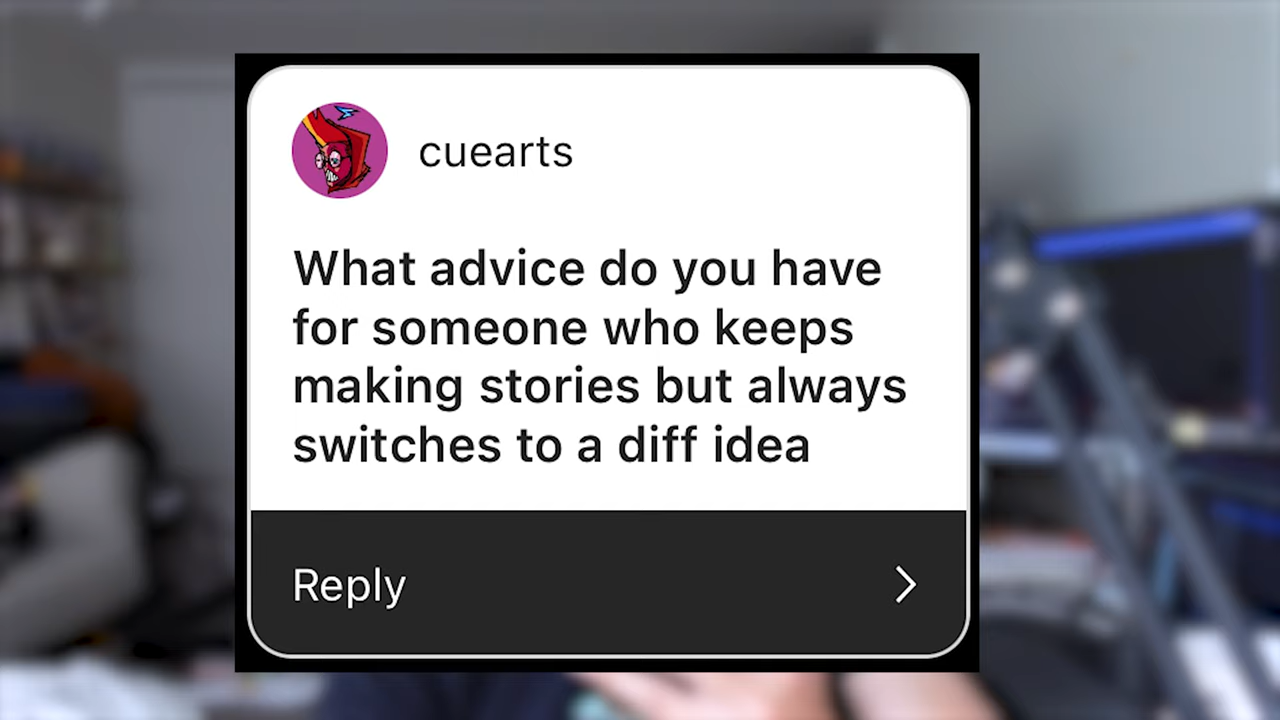 cuearts
What advice do you have
for someone who keeps
making stories but always
switches to a diff idea
Reply